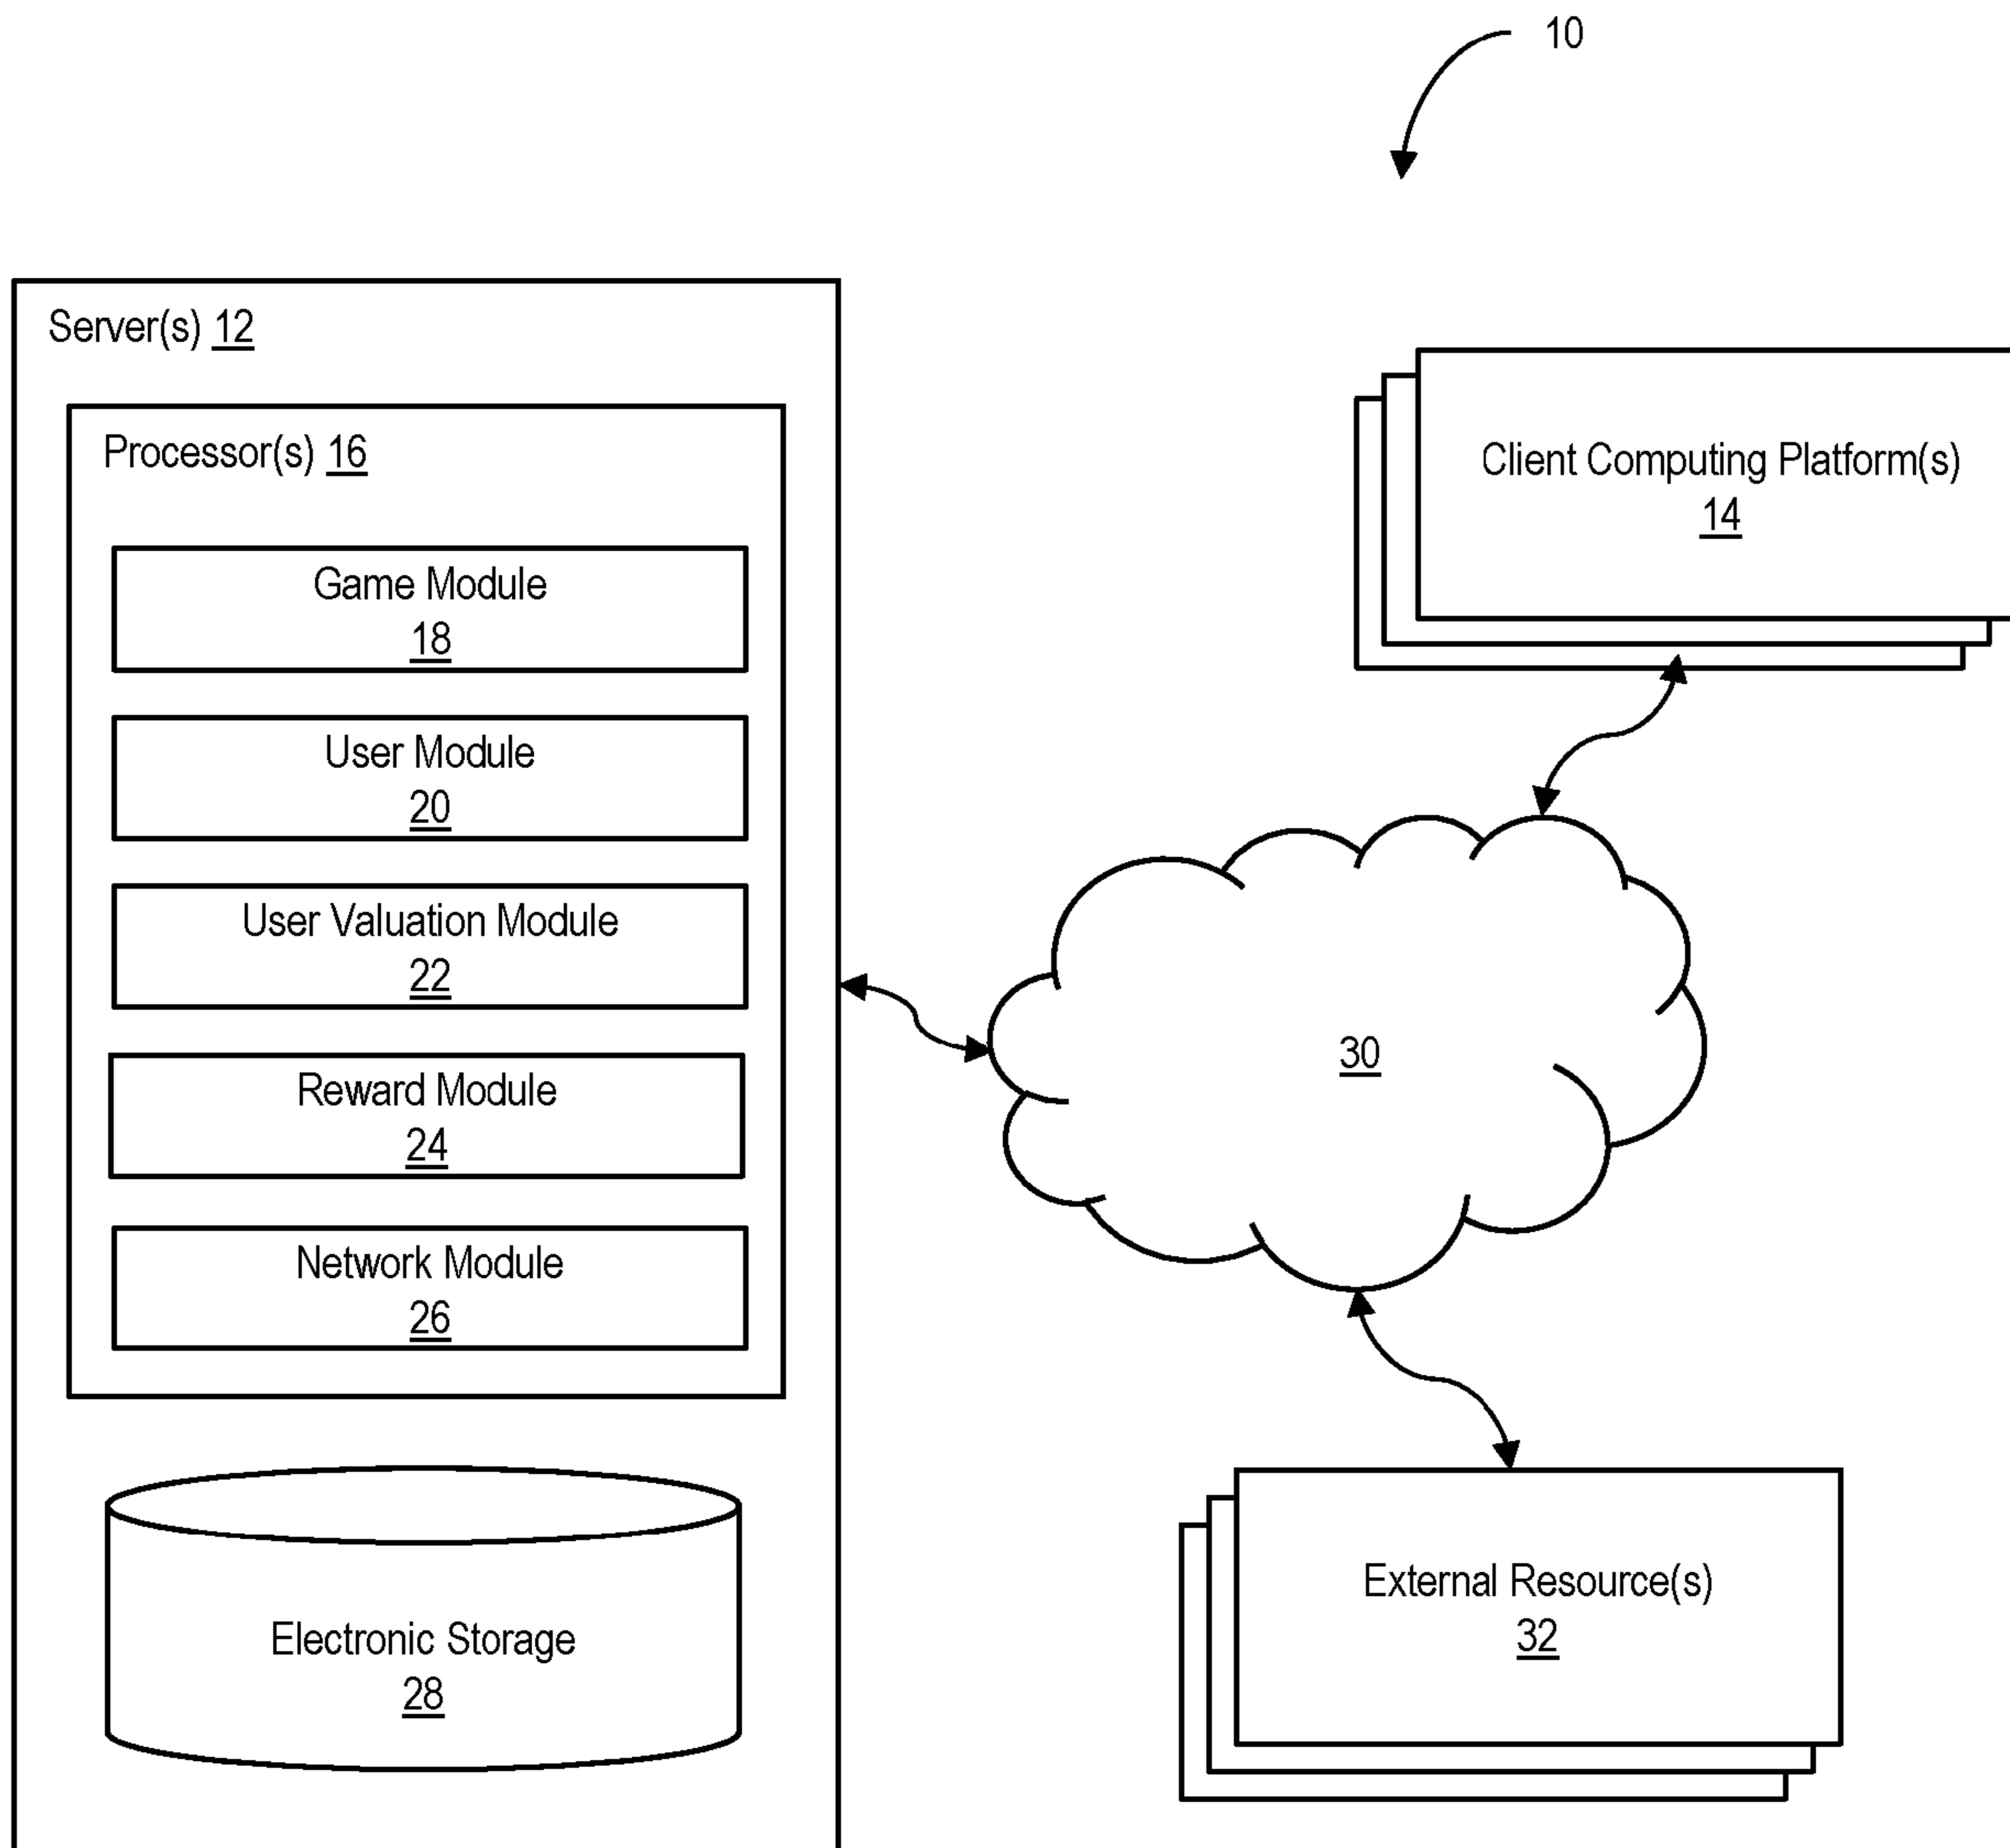 10
Server(s) 12
Processor(s) 16
Game Module
18
User Module
20
User Valuation Module
22
Reward Module
24
Network Module
26
Electronic Storage
28
Client Computing Platform(s)
14
30
External Resource(s)
32